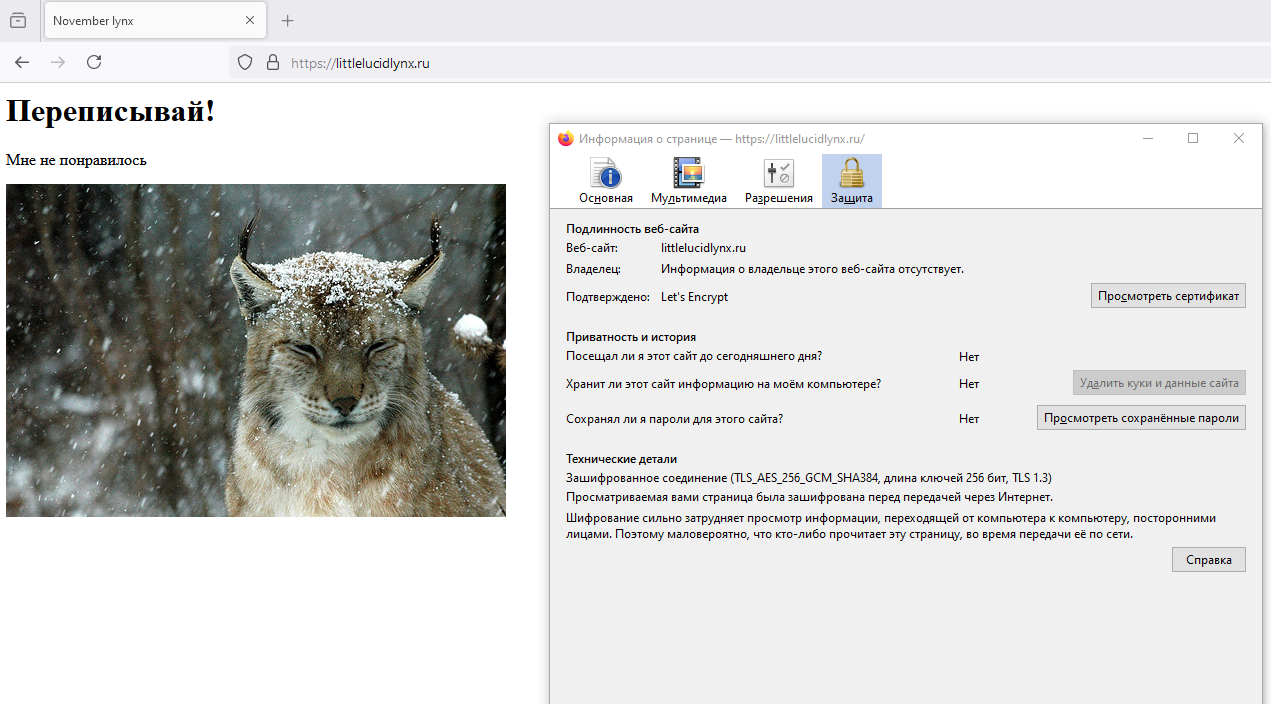 November lynx
https://littlelucidlynx.ru
Переписывай!
Мне не понравилось
Информация о странице — https://littlelucidlynx.ru/
Основная Мультимедиа Разрешения Защита
Подлинность веб-сайта
Веб-сайт: littlelucidlynx.ru
Владелец: Информация о владельце этого веб-сайта отсутствует.
Подтверждено: Let's Encrypt Просмотреть сертификат
Приватность и история
Посещал ли я этот сайт до сегодняшнего дня? Нет
Хранит ли этот сайт информацию на моём компьютере? Нет Удалить куки и данные сайта
Сохранял ли я пароли для этого сайта? Нет Просмотреть сохранённые пароли
Технические детали
Зашифрованное соединение (TLS_AES_256_GCM_SHA384, длина ключей 256 бит, TLS 1.3)
Просматриваемая вами страница была зашифрована перед передачей через Интернет.
Шифрование сильно затрудняет просмотр информации, переходящей от компьютера к компьютеру, посторонними
лицами. Поэтому маловероятно, что кто-либо прочитает эту страницу, во время передачи её по сети.
Справка